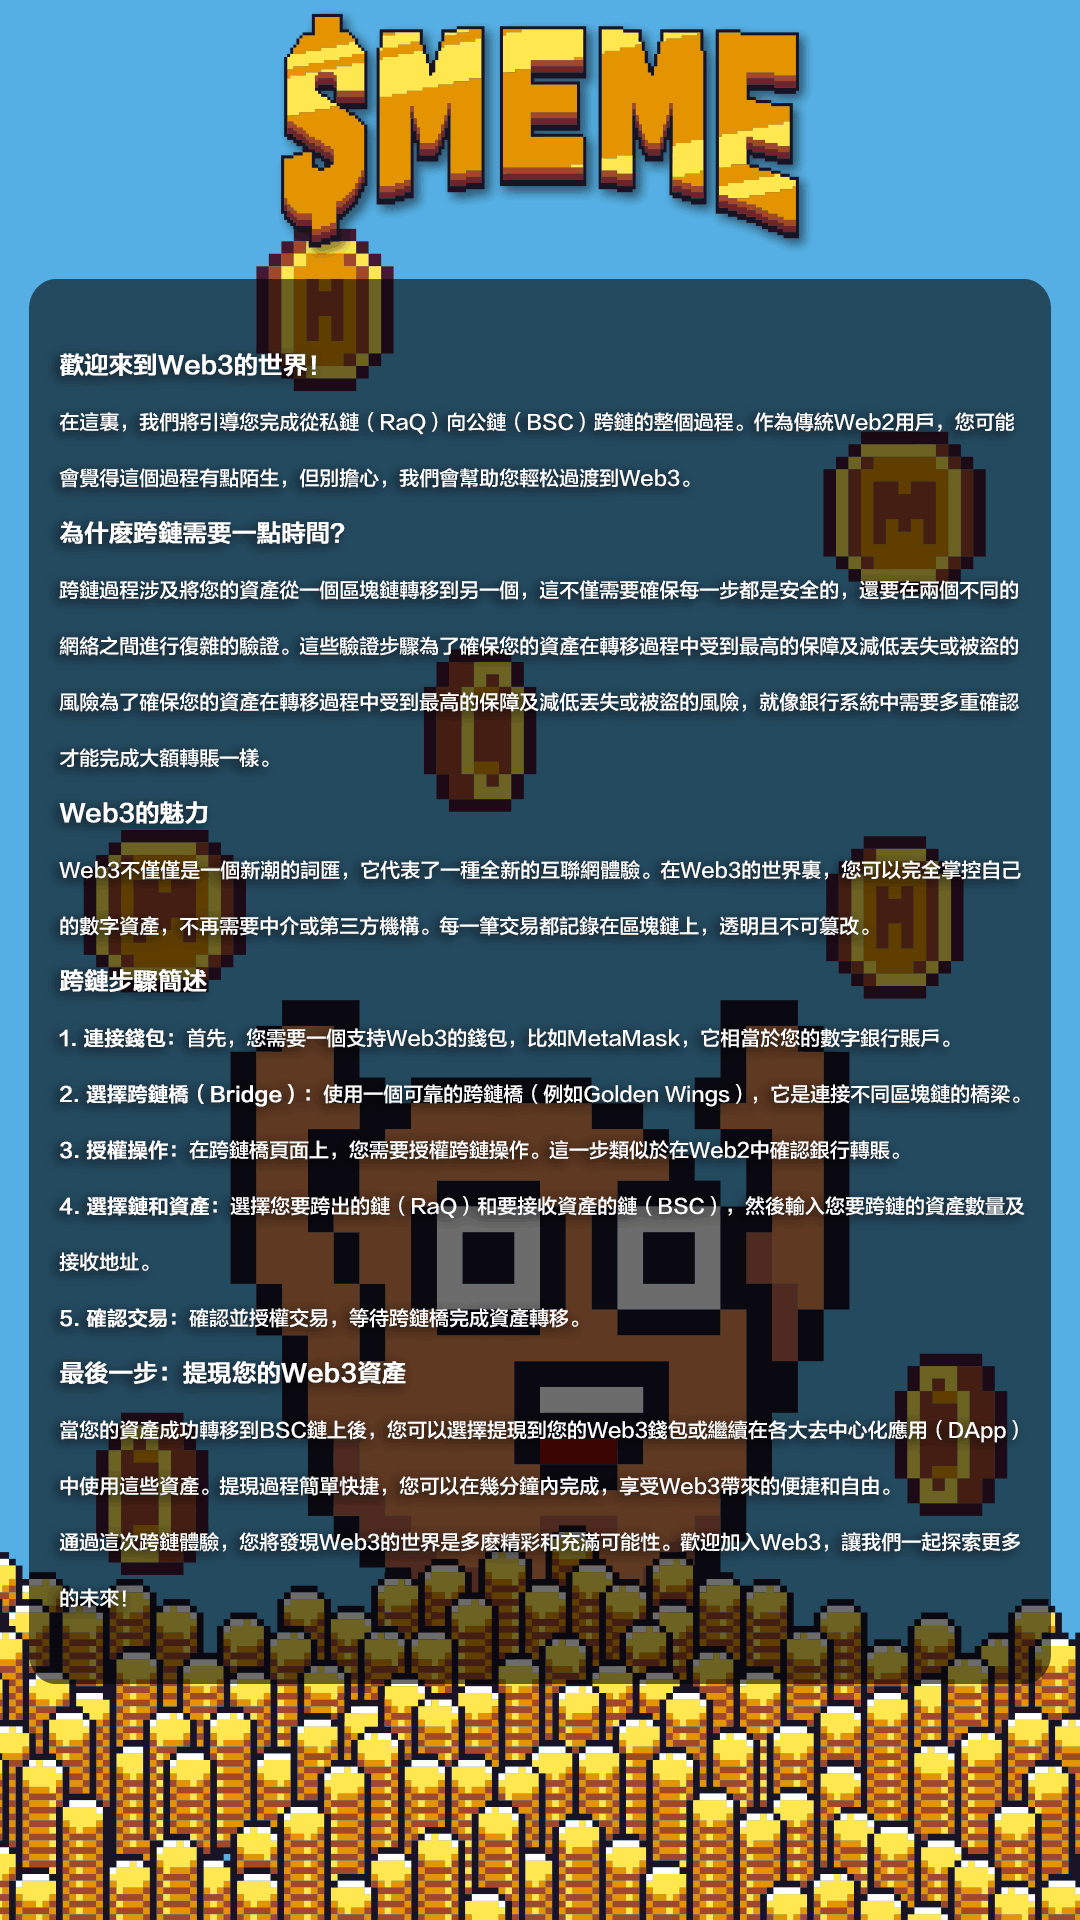 $MEME
歡迎來到Web3的世界！
在這裏，我們將引導您完成從私鏈（RaQ）向公鏈（BSC）跨鏈的整個過程。作為傳統Web2用戶，您可能
會覺得這個過程有點陌生，但別擔心，我們會幫助您輕松過渡到Web3。
為什麼跨鏈需要一點時間？
跨鏈過程涉及將您的資產從一個區塊鏈轉移到另一個，這不僅需要確保每一步都是安全的，還要在兩個不同的
網絡之間進行復雜的驗證。這些驗證步驟為了確保您的資產在轉移過程中受到最高的保障及減低丟失或被盜的
風險為了確保您的資產在轉移過程中受到最高的保障及減低丟失或被盜的風險，就像銀行系統中需要多重確認
才能完成大額轉賬一樣。
Web3的魅力
Web3不僅僅是一個新潮的詞匯，它代表了一種全新的互聯網體驗。在Web3的世界裏，您可以完全掌控自己
的數字資產，不再需要中介或第三方機構。每一筆交易都記錄在區塊鏈上，透明且不可篡改。
跨鏈步驟簡述
1. 連接錢包：首先，您需要一個支持Web3的錢包，比如MetaMask，它相當於您的數字銀行賬戶。
2. 選擇跨鏈橋（Bridge）：使用一個可靠的跨鏈橋（例如Golden Wings），它是連接不同區塊鏈的橋梁。
3. 授權操作：在跨鏈橋頁面上，您需要授權跨鏈操作。這一步類似於在Web2中確認銀行轉賬。
4. 選擇鏈和資產：選擇您要跨出的鏈（RaQ）和要接收資產的鏈（BSC），然後輸入您要跨鏈的資產數量及
接收地址。
5. 確認交易：確認並授權交易，等待跨鏈橋完成資產轉移。
最後一步：提現您的Web3資產
當您的資產成功轉移到BSC鏈上後，您可以選擇提現到您的Web3錢包或繼續在各大去中心化應用（DApp）
中使用這些資產。提現過程簡單快捷，您可以在幾分鐘內完成，享受Web3帶來的便捷和自由。
通過這次跨鏈體驗，您將發現Web3的世界是多麼精彩和充滿可能性。歡迎加入Web3，讓我們一起探索更多
的未來！